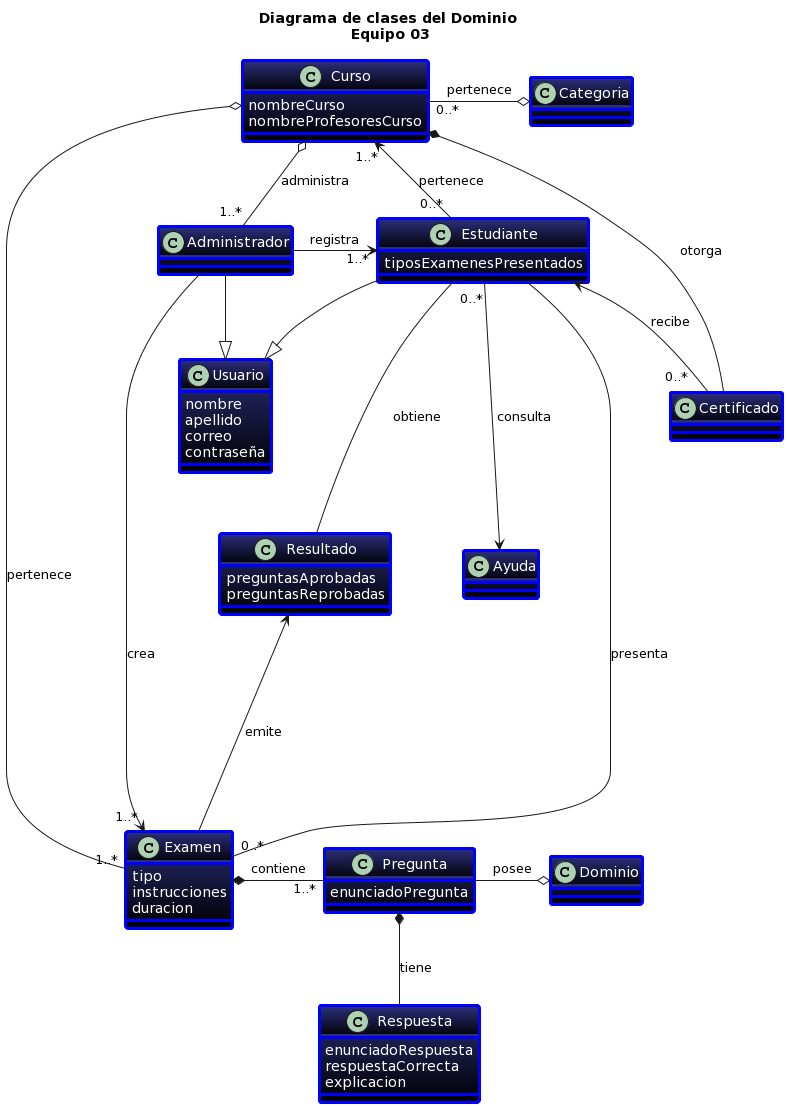 Diagrama de clases del Dominio
Equipo 03
C Curso
nombreCurso
nombreProfesoresCurso
pertenece
0..*
C Categoria
administra
1..*
1..*
pertenece
0..*
otorga
C Administrador
registra
1..*
C Estudiante
tiposExamenesPresentados
0..*
recibe
0..*
C Usuario
nombre
apellido
correo
contraseña
C Certificado
obtiene
consulta
C Resultado
preguntasAprobadas
preguntasReprobadas
C Ayuda
pertenece
crea
presenta
emite
1..*
1..*
0 ..*
C Examen
tipo
instrucciones
duracion
contiene
1..*
C Pregunta
enunciadoPregunta
posee
C Dominio
tiene
C Respuesta
enunciadoRespuesta
respuestaCorrecta
explicacion